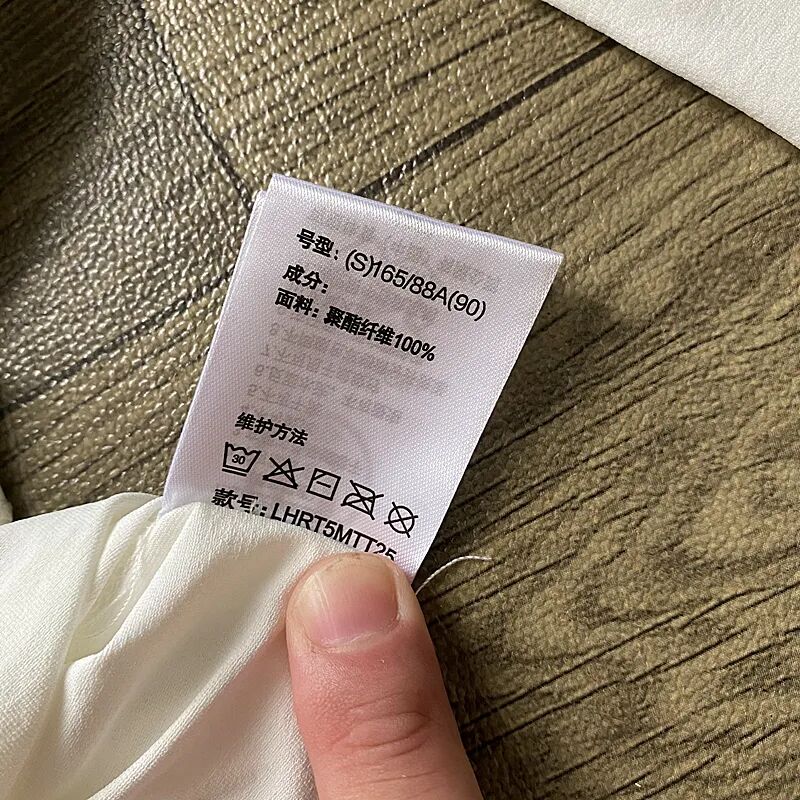 号型：(S)165/88A(90)
成分：
面料：聚酯纤维100%
维护方法
30
款号：LHRT5MTT25